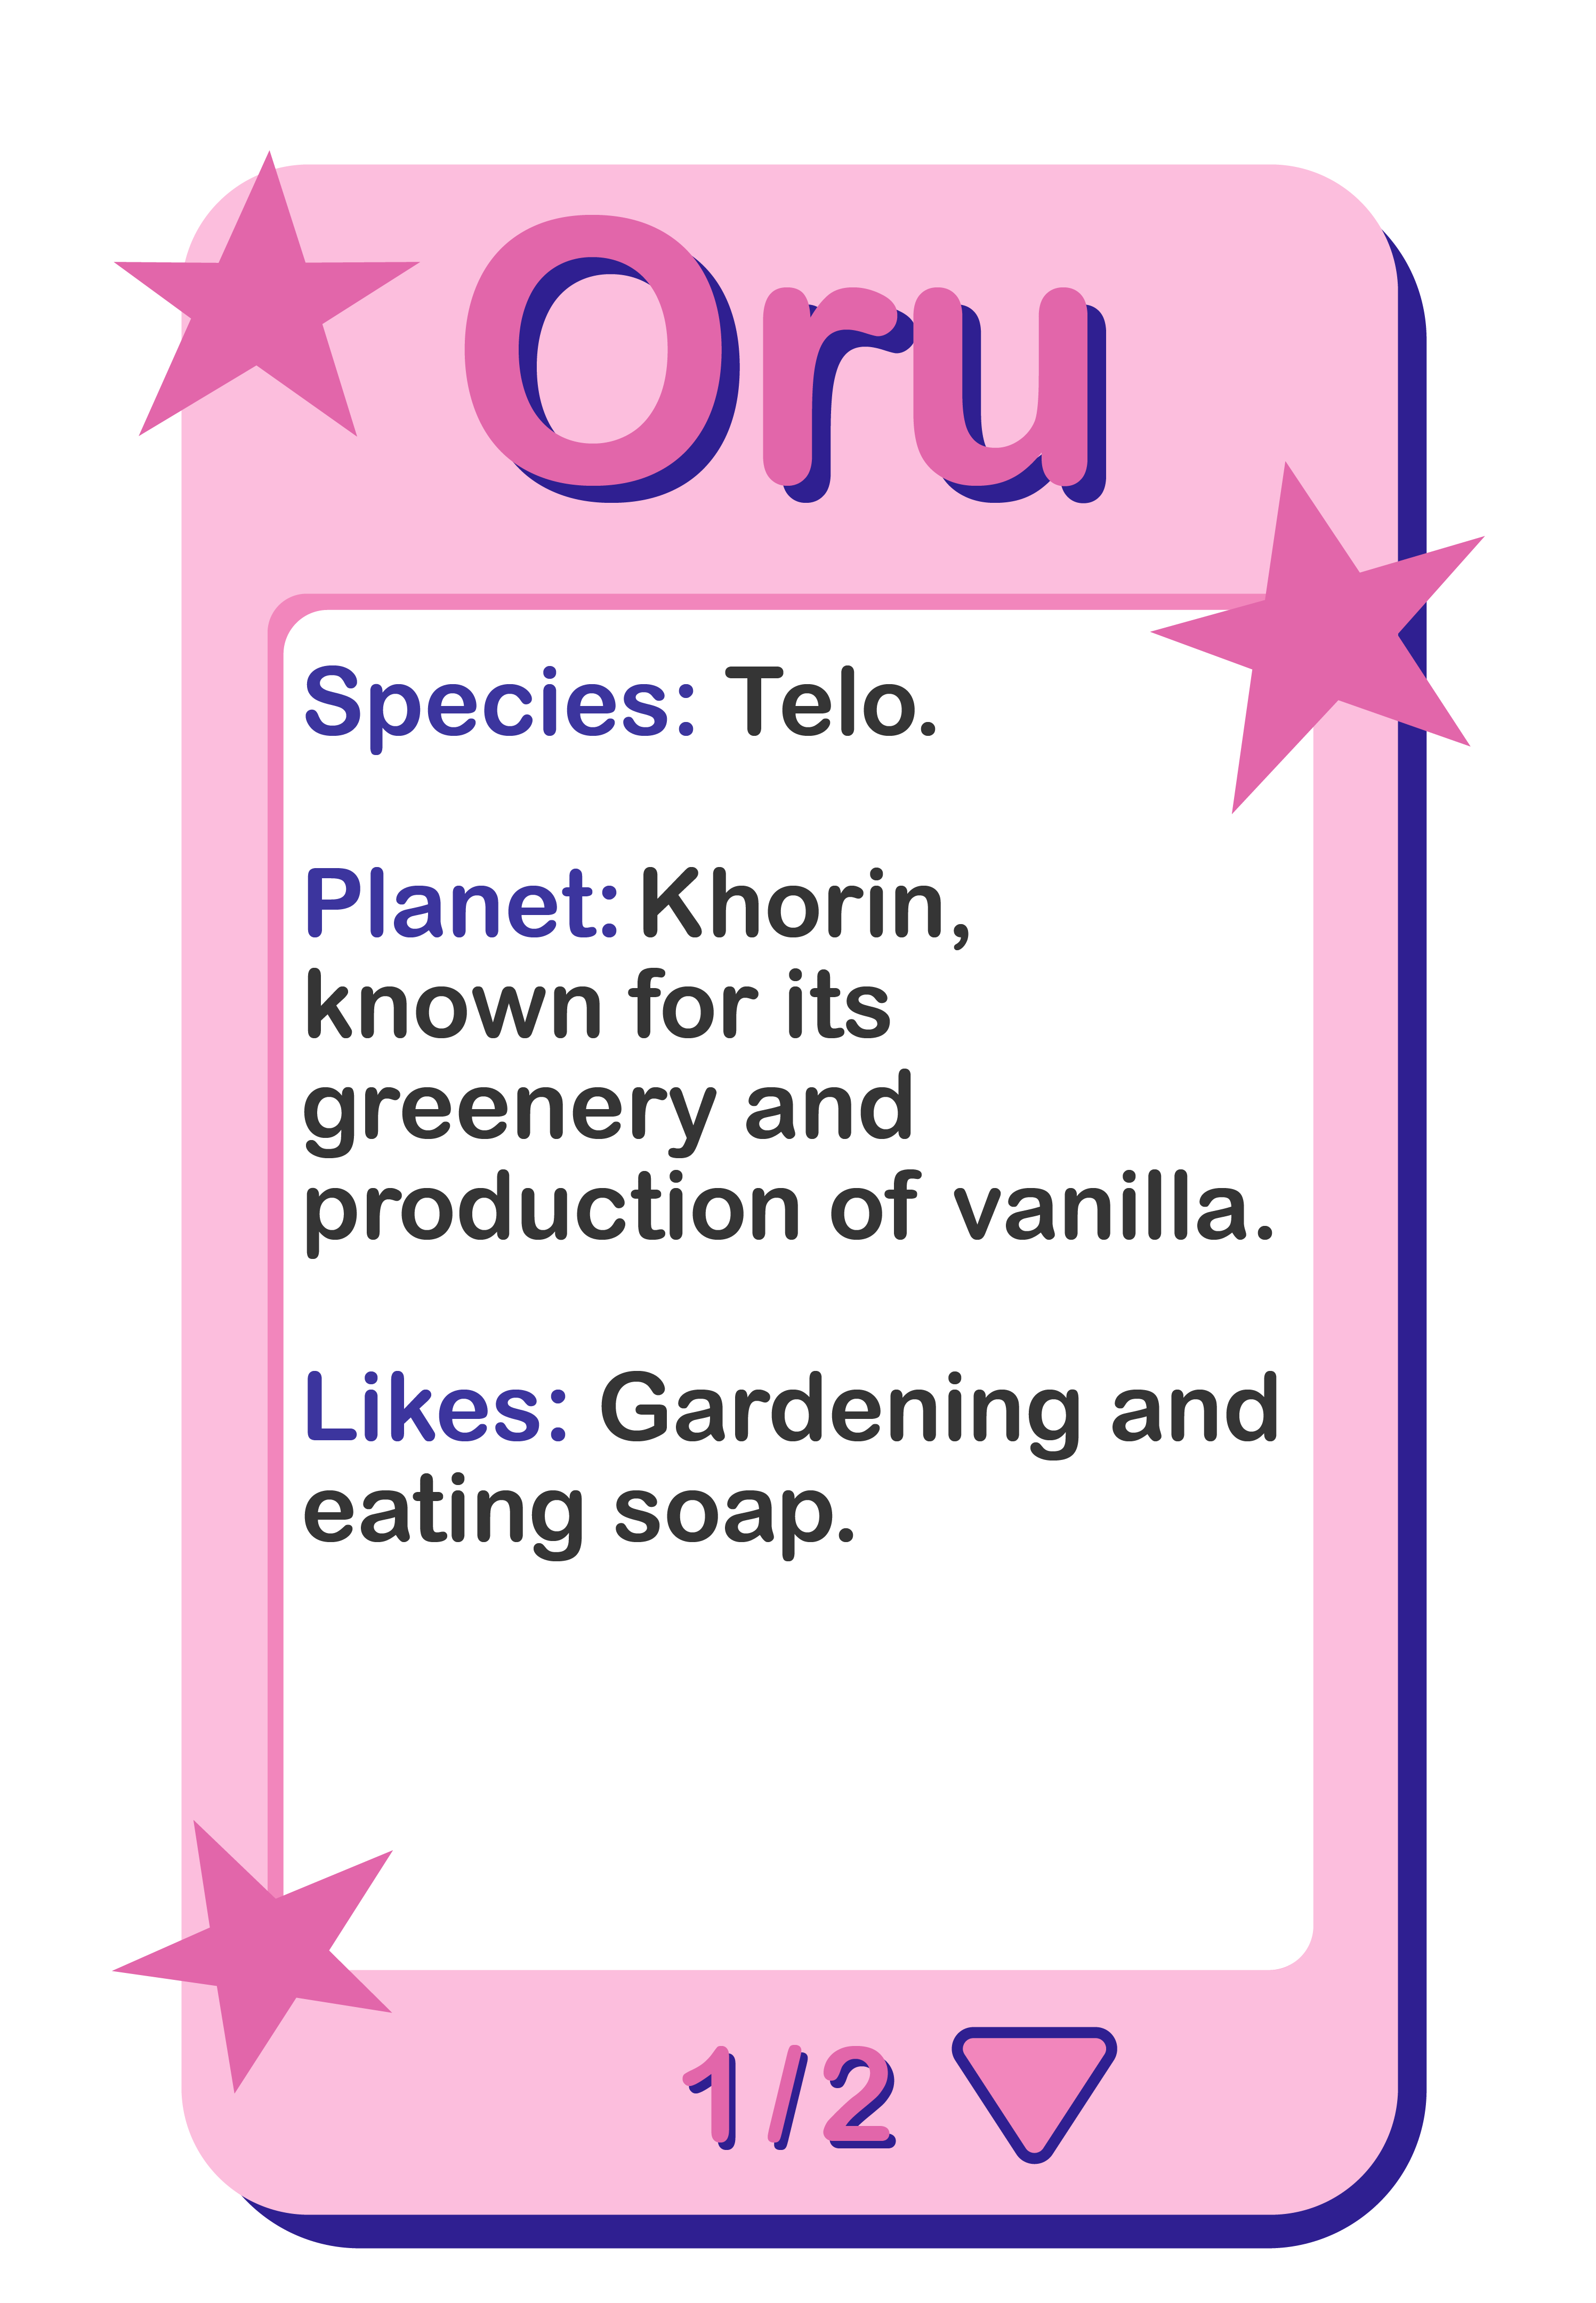 Oru
Species: Telo.
Planet: Khorin,
known for its
greenery and
production of vanilla.
Likes: Gardening and
eating soap.
1/2